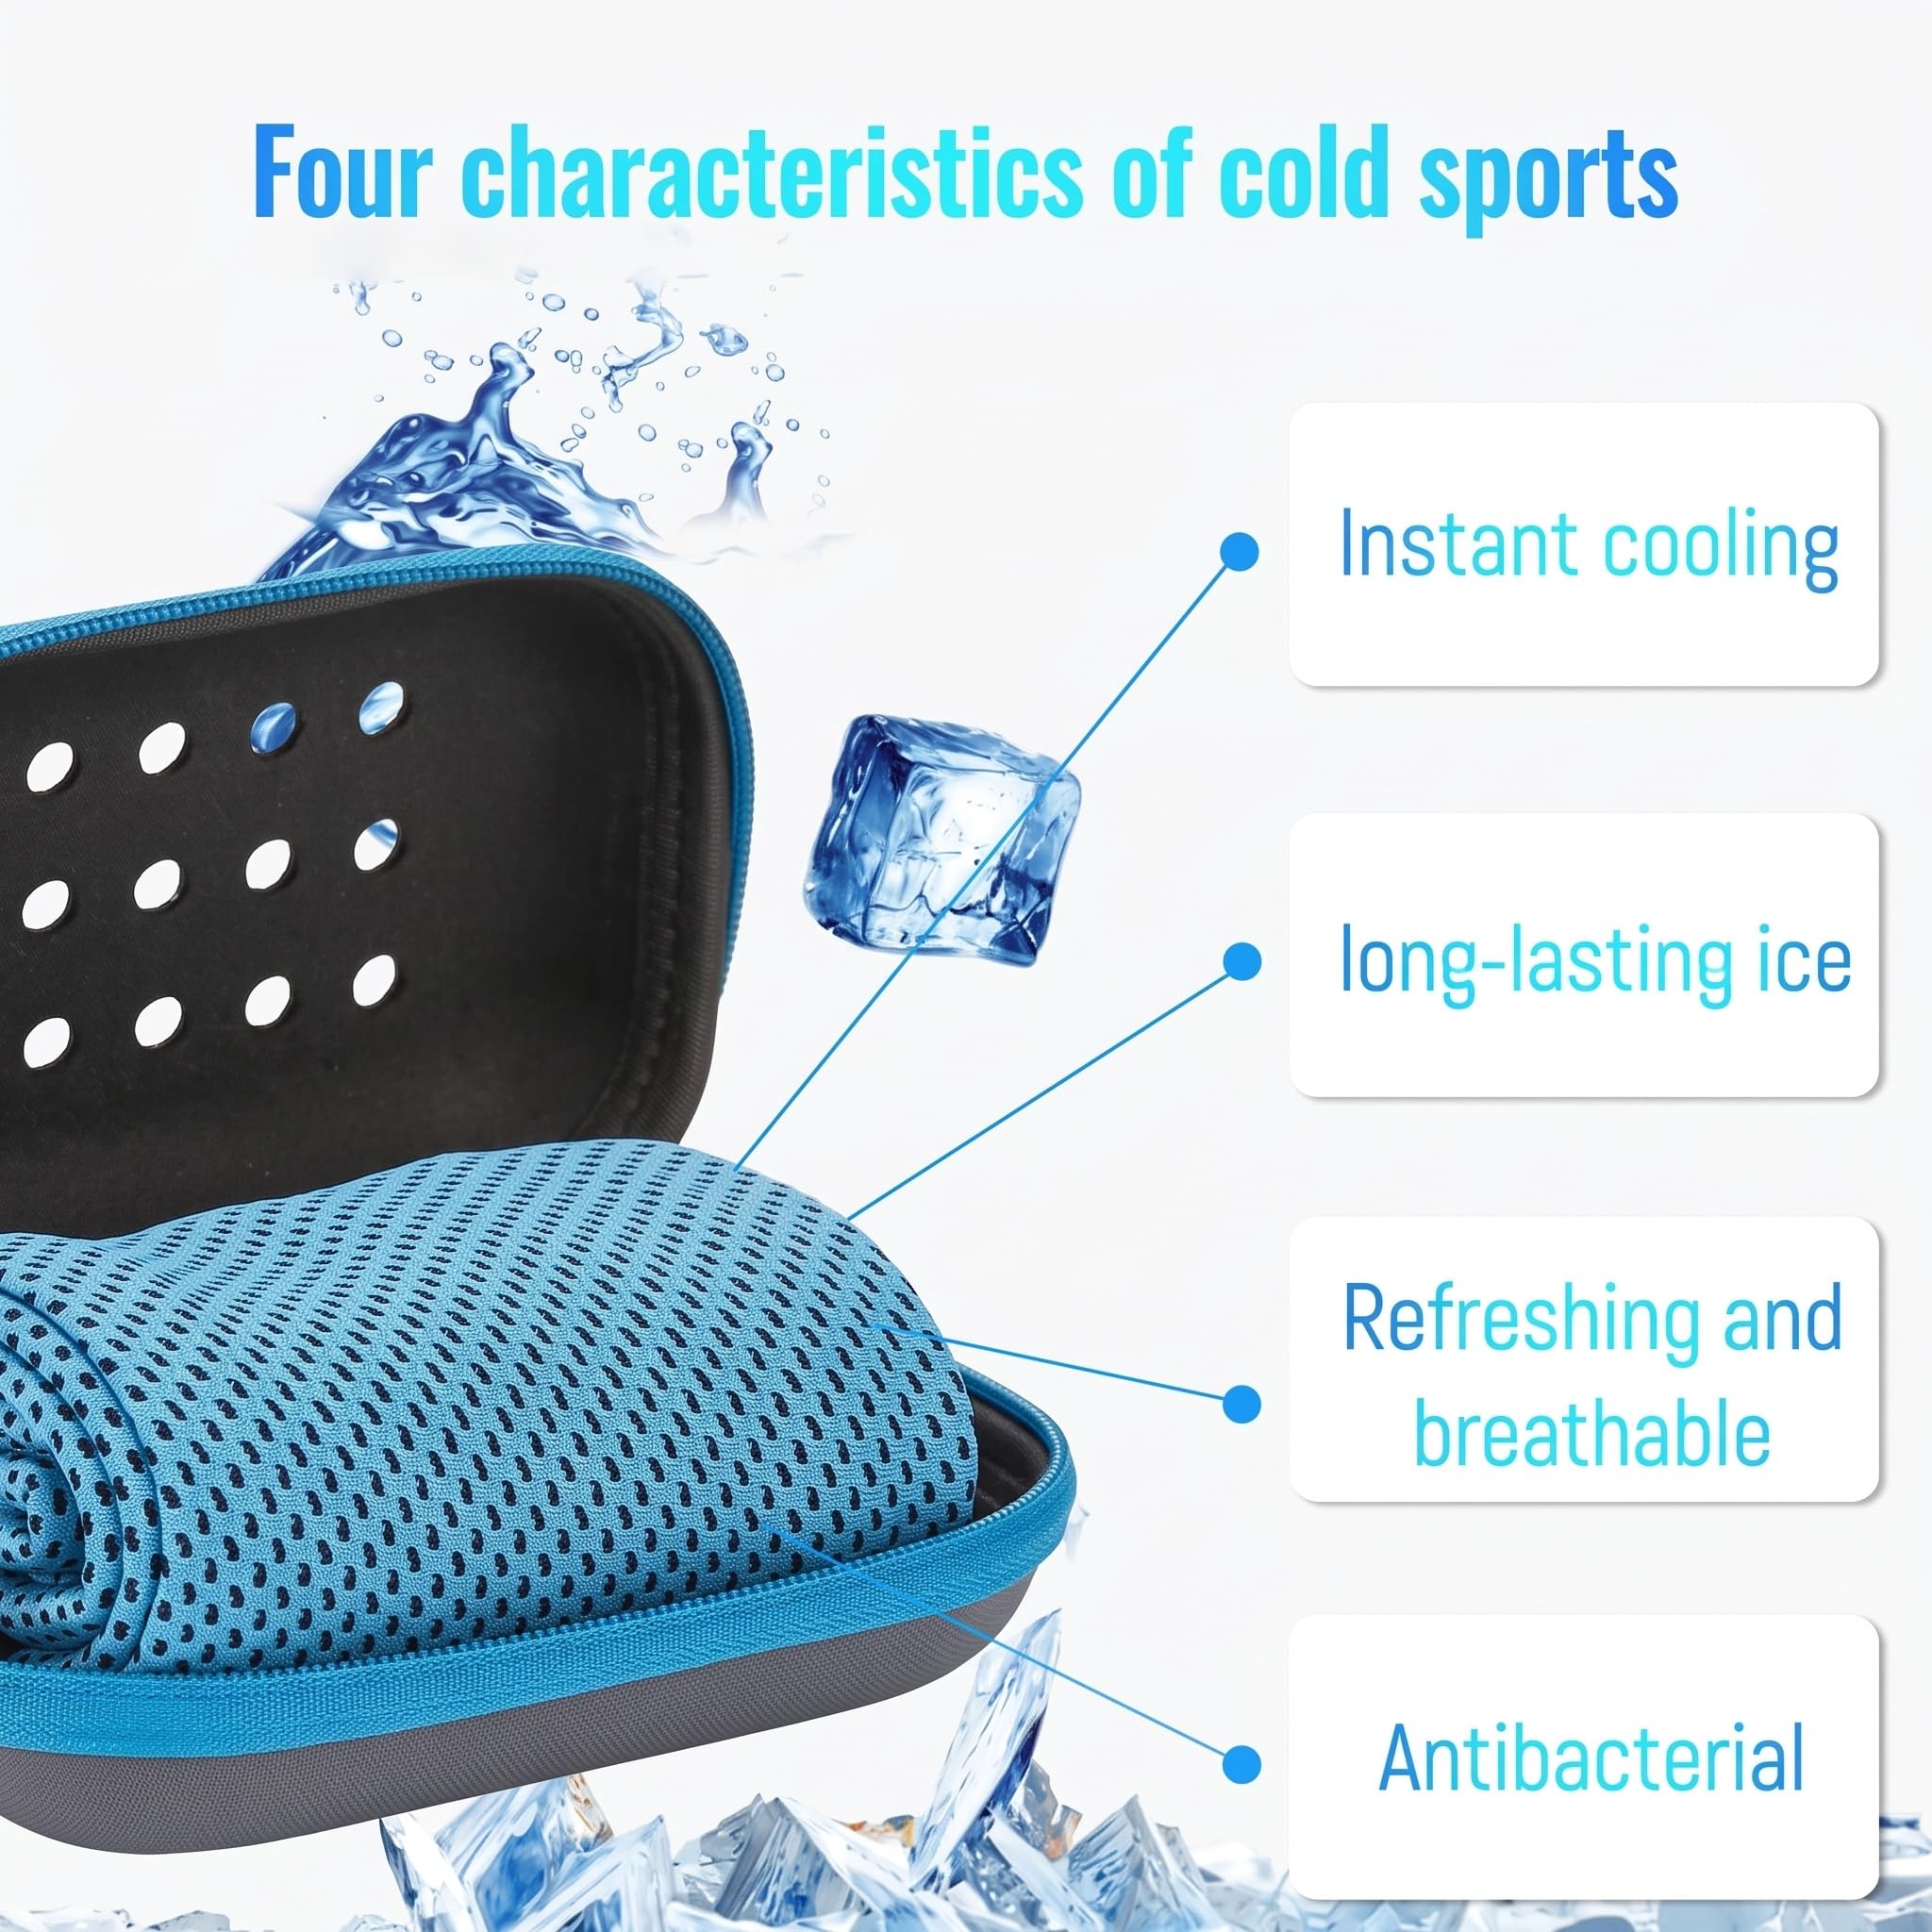 Four characteristics of cold sports
Instant cooling
long-lasting ice
Refreshing and
breathable
Antibacterial